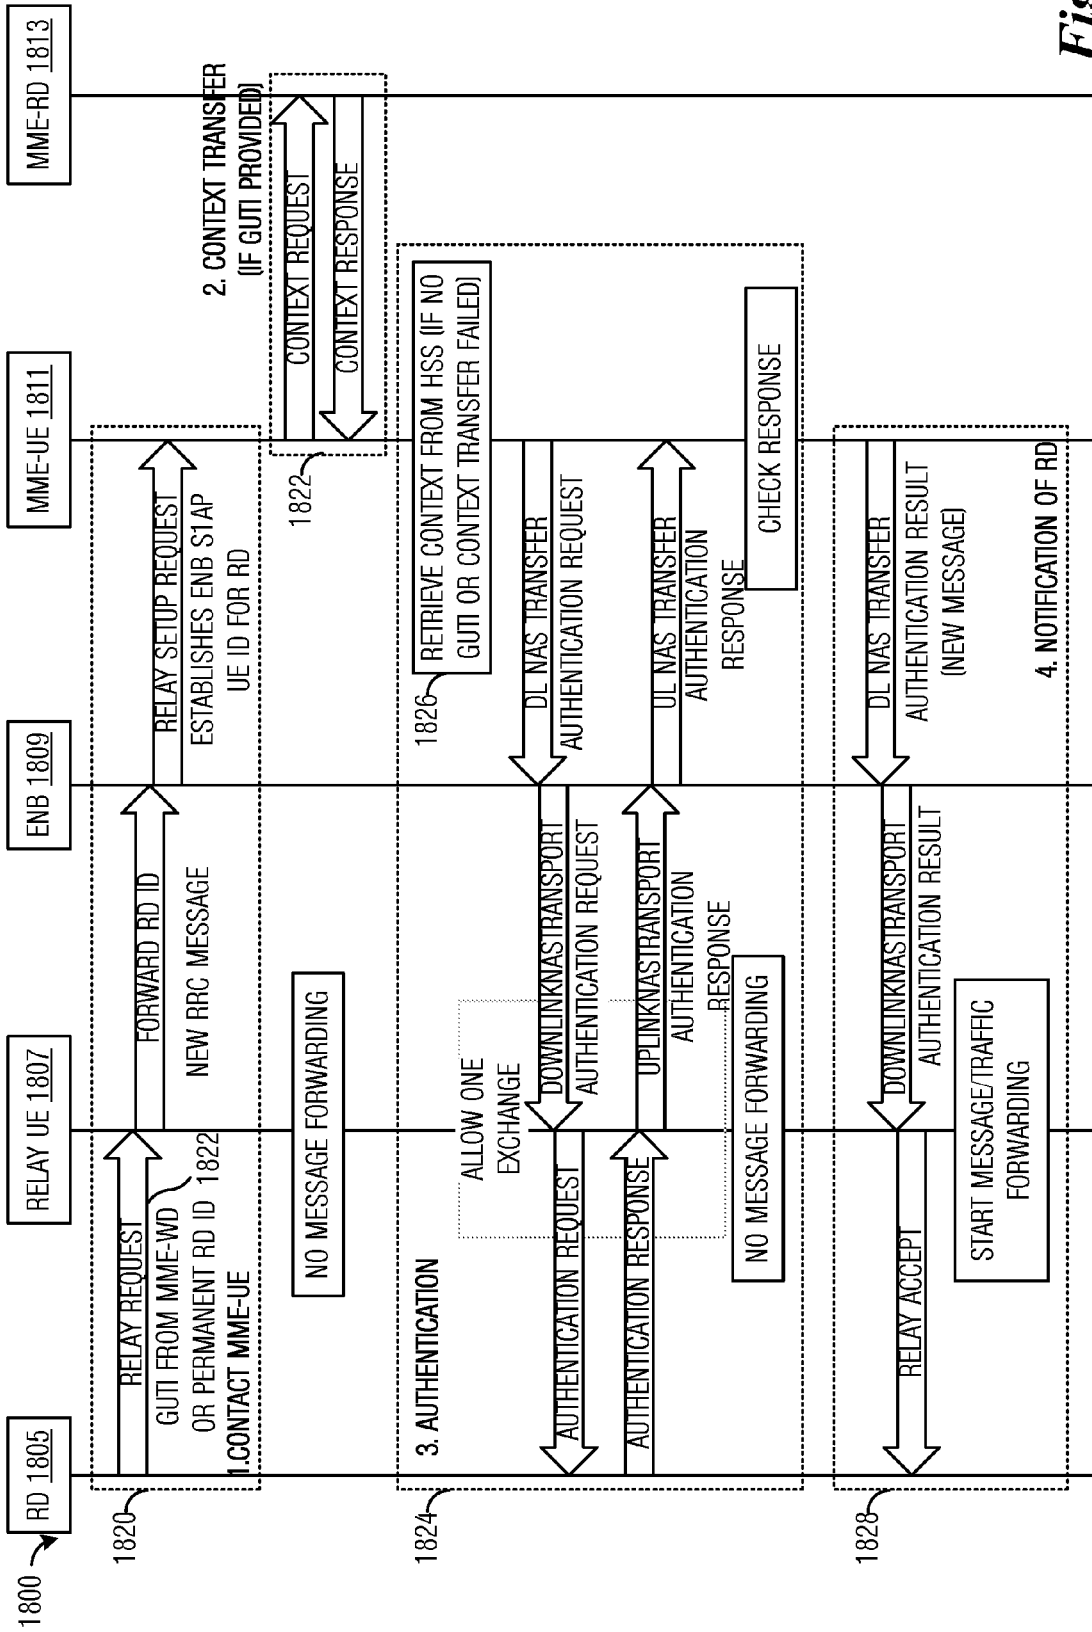 1800
RD 1805
RELAY UE 1807
ENB 1809
MME-UE 1811
MME-RD 1813
1820
RELAY REQUEST
1822
GUTI FROM MME-WD
OR PERMANENT RD ID
1.CONTACT MME-UE
FORWARD RD ID
NEW RRC MESSAGE
RELAY SETUP REQUEST
ESTABLISHES ENB S1AP
UE ID FOR RD
2. CONTEXT TRANSFER
(IF GUTI PROVIDED)
CONTEXT REQUEST
CONTEXT RESPONSE
1822
NO MESSAGE FORWARDING
1824
3. AUTHENTICATION
1826
RETRIEVE CONTEXT FROM HSS (IF NO
GUTI OR CONTEXT TRANSFER FAILED)
ALLOW ONE
EXCHANGE
DL NAS TRANSFER
AUTHENTICATION REQUEST
DOWNLINKNASTRANSPORT
AUTHENTICATION REQUEST
AUTHENTICATION REQUEST
AUTHENTICATION RESPONSE
UPLINKNASTRANSPORT
AUTHENTICATION
RESPONSE
UL NAS TRANSFER
AUTHENTICATION
RESPONSE
NO MESSAGE FORWARDING
CHECK RESPONSE
1828
DL NAS TRANSFER
AUTHENTICATION RESULT
(NEW MESSAGE)
DOWNLINKNASTRANSPORT
AUTHENTICATION RESULT
RELAY ACCEPT
START MESSAGE/TRAFFIC
FORWARDING
4. NOTIFICATION OF RD